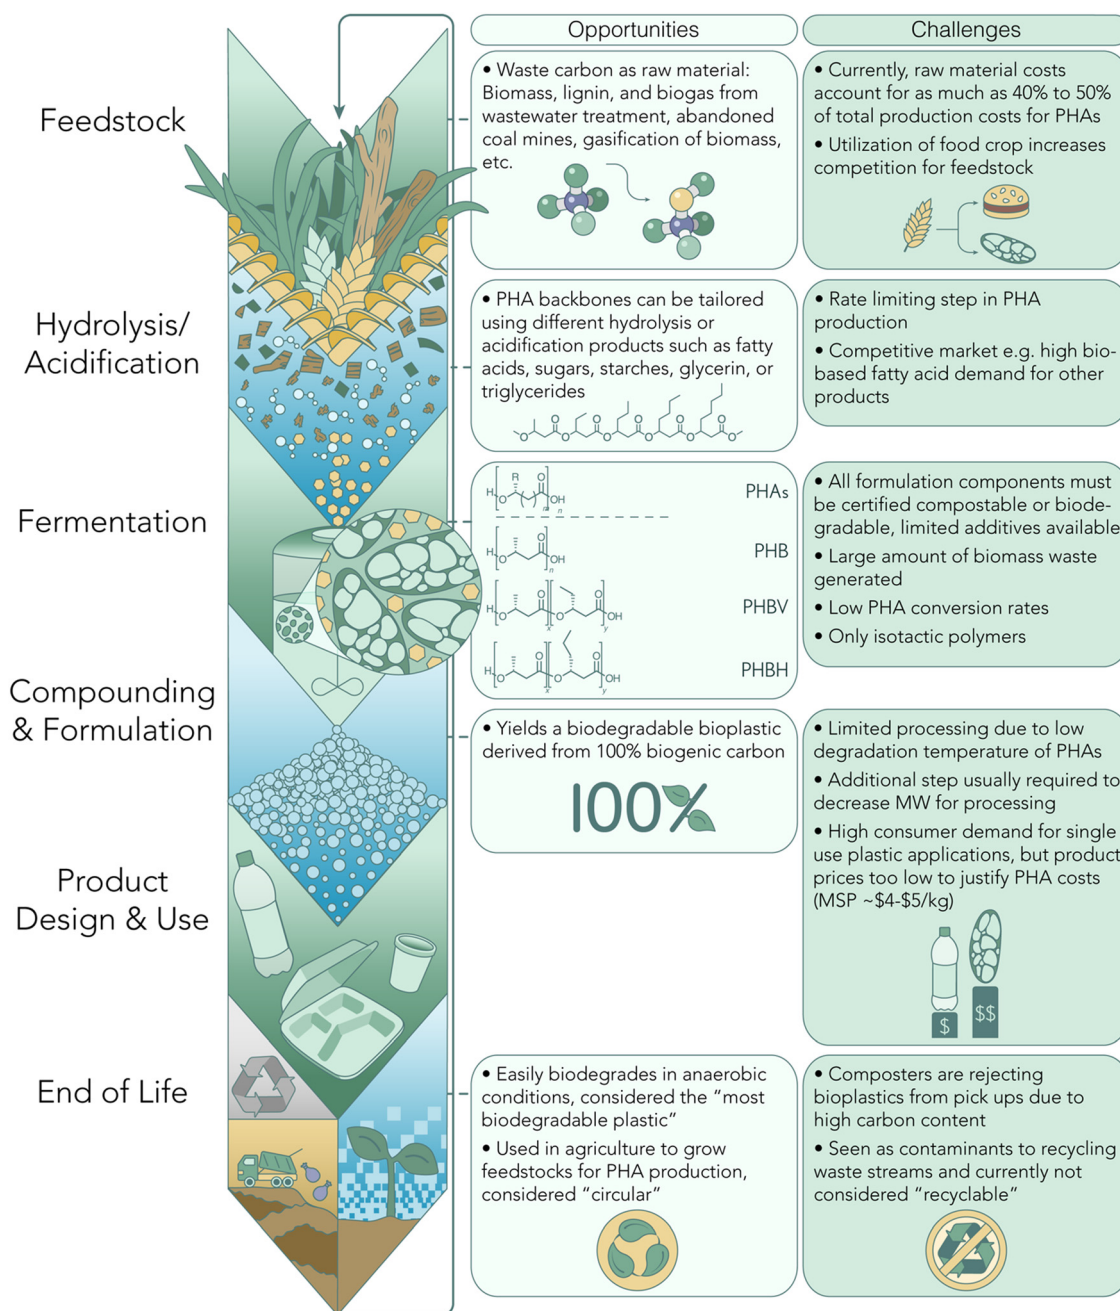 Opportunities
Challenges
Feedstock
• Waste carbon as raw material:
Biomass, lignin, and biogas from
wastewater treatment, abandoned
coal mines, gasification of biomass,
etc.
• Currently, raw material costs
account for as much as 40% to 50%
of total production costs for PHAs
• Utilization of food crop increases
competition for feedstock
Hydrolysis/
Acidification
• PHA backbones can be tailored
using different hydrolysis or
acidification products such as fatty
acids, sugars, starches, glycerin, or
triglycerides
O
O
O
O
O
O
O
O
O
O
O
• Rate limiting step in PHA
production
• Competitive market e.g. high bio-
based fatty acid demand for other
products
Fermentation
R
O
H
O
OH
m
n
PHAs
O
H
O
OH
n
PHB
O
O
H
O
O
OH
x
y
PHBV
O
O
H
O
O
OH
x
y
PHBH
• All formulation components must
be certified compostable or biode-
gradable, limited additives available
• Large amount of biomass waste
generated
• Low PHA conversion rates
• Only isotactic polymers
Compounding
& Formulation
• Yields a biodegradable bioplastic
derived from 100% biogenic carbon
100%
• Limited processing due to low
degradation temperature of PHAs
• Additional step usually required to
decrease MW for processing
• High consumer demand for single
use plastic applications, but product
prices too low to justify PHA costs
(MSP ~$4-$5/kg)
$
$$
Product
Design & Use
End of Life
• Easily biodegrades in anaerobic
conditions, considered the “most
biodegradable plastic”
• Used in agriculture to grow
feedstocks for PHA production,
considered “circular”
• Composters are rejecting
bioplastics from pick ups due to
high carbon content
• Seen as contaminants to recycling
waste streams and currently not
considered “recyclable”